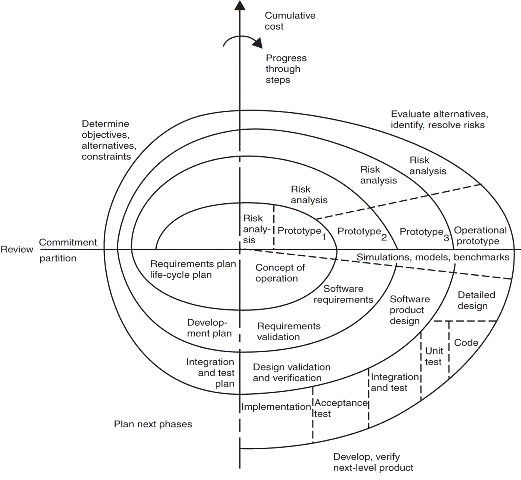 Cumulative
cost
Progress
through
steps
Evaluate alternatives,
identify, resolve risks
Determine
objectives,
alternatives,
constraints
Risk
analysis
Risk
analysis
Risk
analysis
Risk
analy-
sis
Prototype1
Prototype2
Prototype3
Operational
prototype
Review
Commitment
partition
Simulations, models, benchmarks
Requirements plan
life-cycle plan
Concept of
operation
Software
requirements
Software
product
design
Detailed
design
Develop-
ment plan
Requirements
validation
Code
Unit
test
Integration
and test
plan
Design validation
and verification
Integration
and test
Acceptance
test
Implementation
Plan next phases
Develop, verify
next-level product